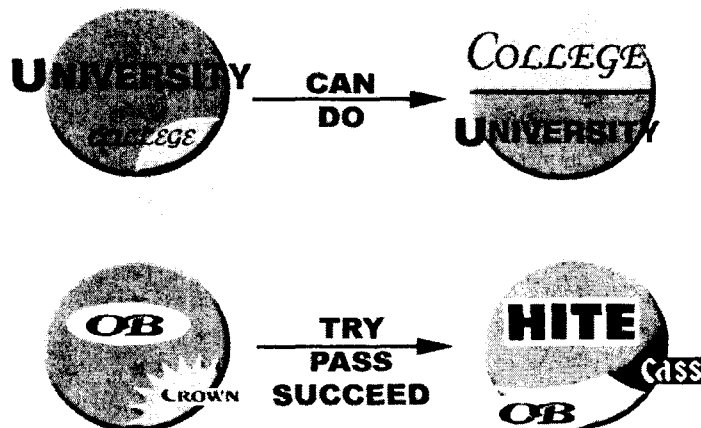 UNIVERSITY
COLLEGE
CAN
DO
COLLEGE
UNIVERSITY
OB
CROWN
TRY
PASS
SUCCEED
HITE
Cass
OB